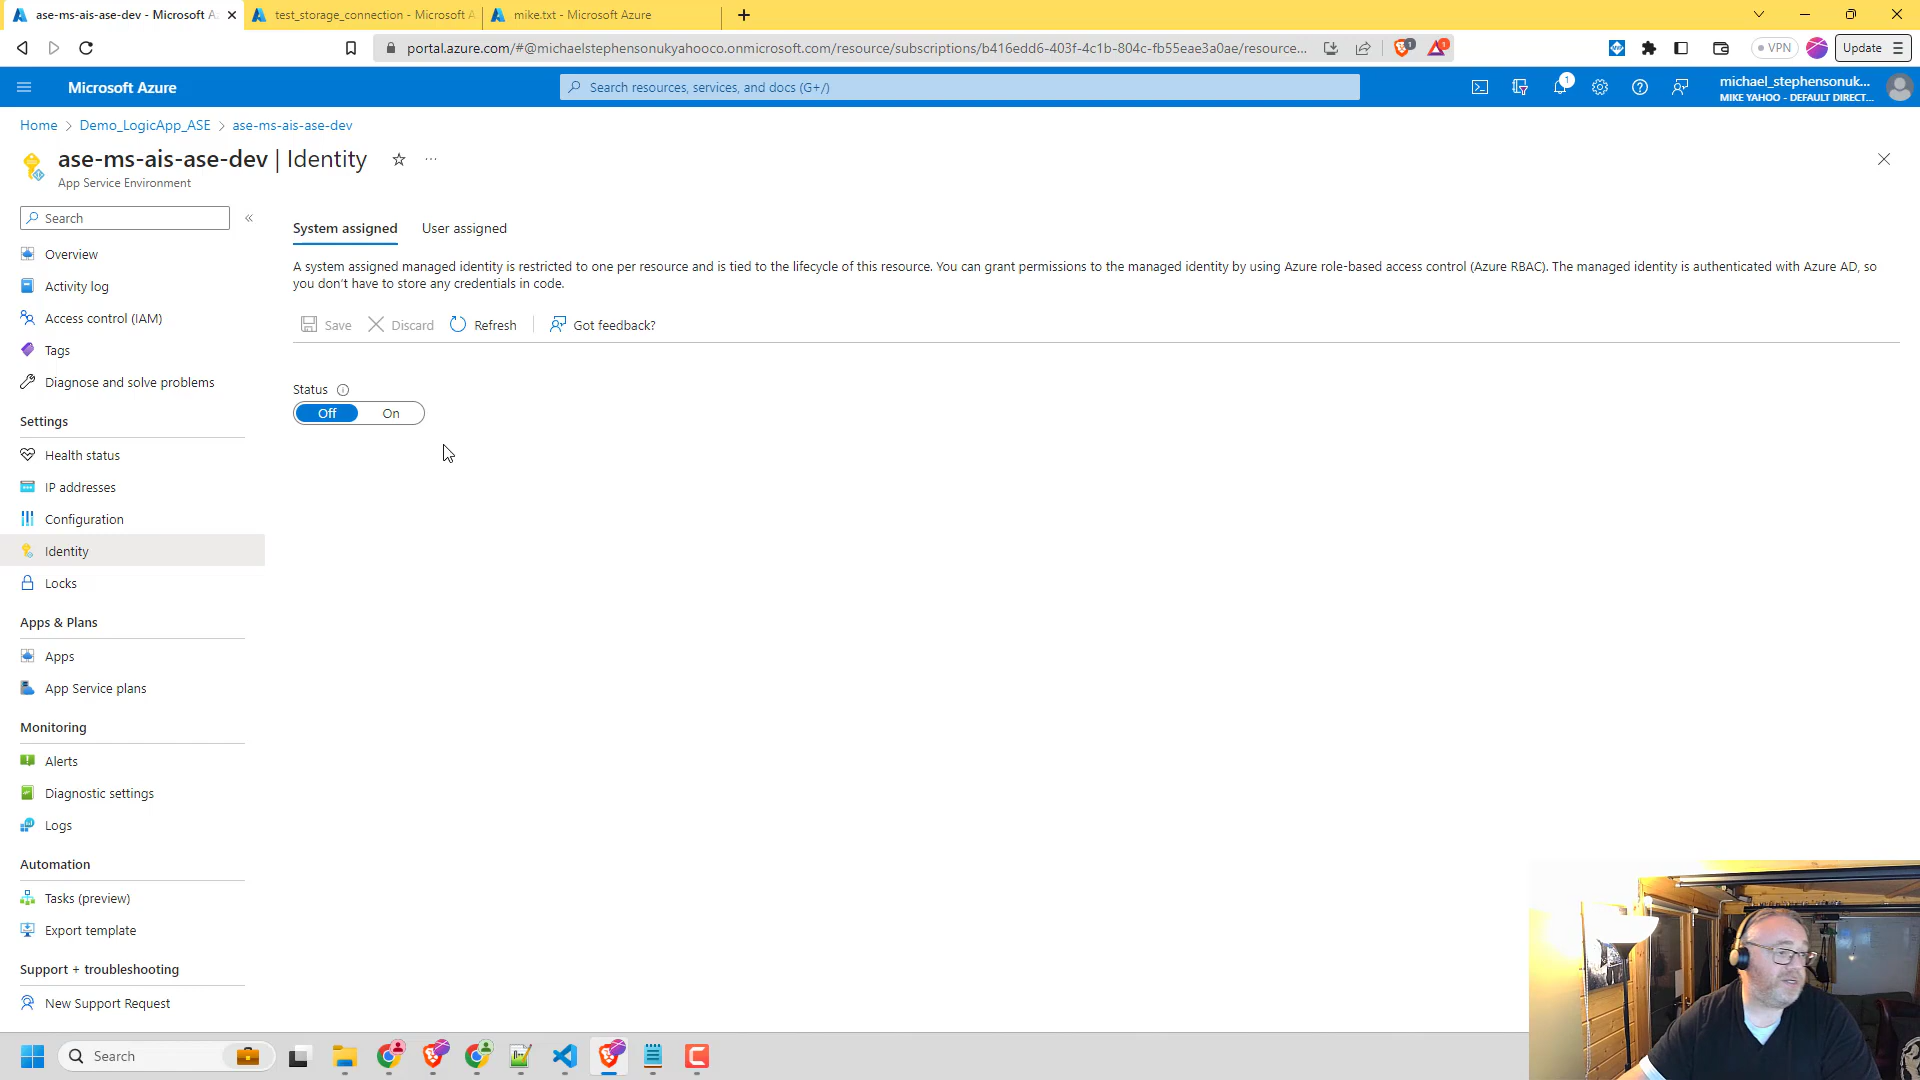 ase-ms-ais-ase-dev - Microsoft A
test_storage_connection - Microsoft A
mike.txt - Microsoft Azure
portal.azure.com/#@michaelstephensonukyahooco.onmicrosoft.com/resource/subscriptions/b416edd6-403f-4c1b-804c-fb55eae3a0ae/resource...
1
1
VPN
Update
Microsoft Azure
Search resources, services, and docs (G+/)
1
michael_stephensonuk...
MIKE YAHOO - DEFAULT DIRECT...
Home > Demo_LogicApp_ASE > ase-ms-ais-ase-dev
ase-ms-ais-ase-dev | Identity
...
App Service Environment
Search
«
Overview
Activity log
Access control (IAM)
Tags
Diagnose and solve problems
Settings
Health status
IP addresses
Configuration
Identity
Locks
Apps & Plans
Apps
App Service plans
Monitoring
Alerts
Diagnostic settings
Logs
Automation
Tasks (preview)
Export template
Support + troubleshooting
New Support Request
System assigned
User assigned
A system assigned managed identity is restricted to one per resource and is tied to the lifecycle of this resource. You can grant permissions to the managed identity by using Azure role-based access control (Azure RBAC). The managed identity is authenticated with Azure AD, so
you don't have to store any credentials in code.
Save
Discard
Refresh
Got feedback?
Status
Off
On
Search